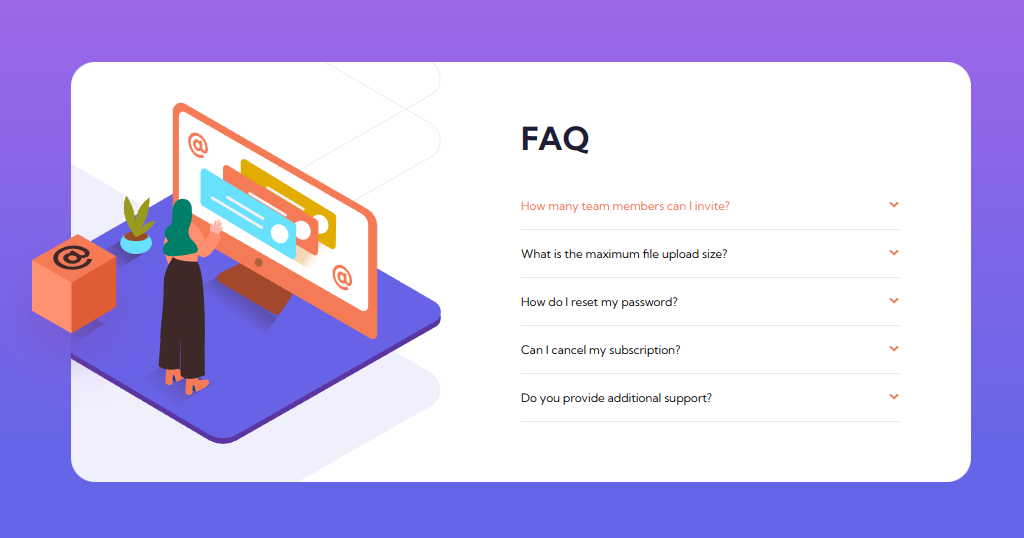 FAQ
How many team members can I invite?
What is the maximum file upload size?
How do I reset my password?
Can I cancel my subscription?
Do you provide additional support?
@
@
@